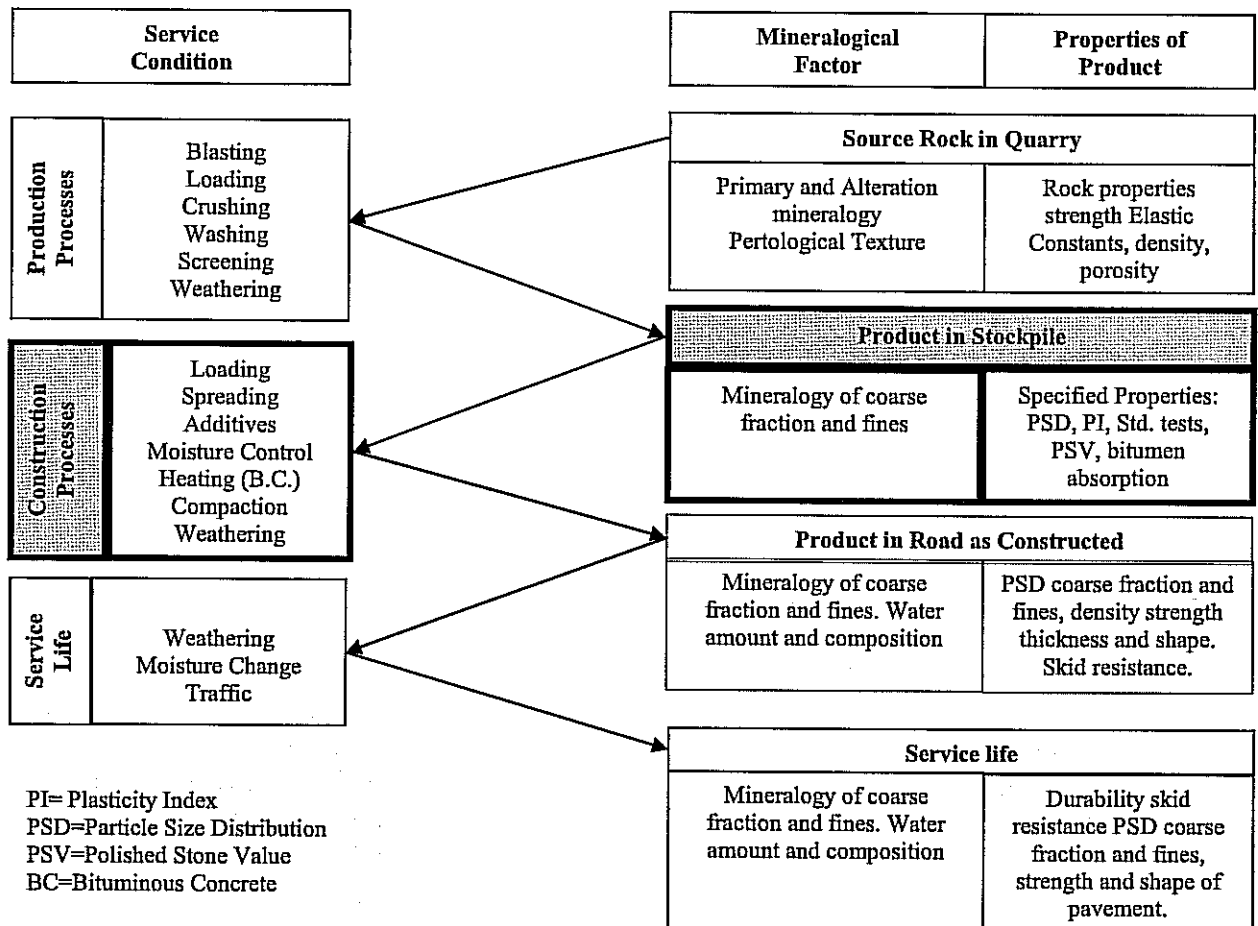 Service
Condition
Mineralogical
Factor
Properties of
Product
Production
Processes
Blasting
Loading
Crushing
Washing
Screening
Weathering
Source Rock in Quarry
Primary and Alteration
mineralogy
Pertological Texture
Rock properties
strength Elastic
Constants, density,
porosity
Construction
Processes
Loading
Spreading
Additives
Moisture Control
Heating (B.C.)
Compaction
Weathering
Product in Stockpile
Mineralogy of coarse
fraction and fines
Specified Properties:
PSD, PI, Std. tests,
PSV, bitumen
absorption
Service
Life
Weathering
Moisture Change
Traffic
Product in Road as Constructed
Mineralogy of coarse
fraction and fines. Water
amount and composition
PSD coarse fraction and
fines, density strength
thickness and shape.
Skid resistance.
Service life
Mineralogy of coarse
fraction and fines. Water
amount and composition
Durability skid
resistance PSD coarse
fraction and fines,
strength and shape of
pavement.
PI= Plasticity Index
PSD=Particle Size Distribution
PSV=Polished Stone Value
BC=Bituminous Concrete